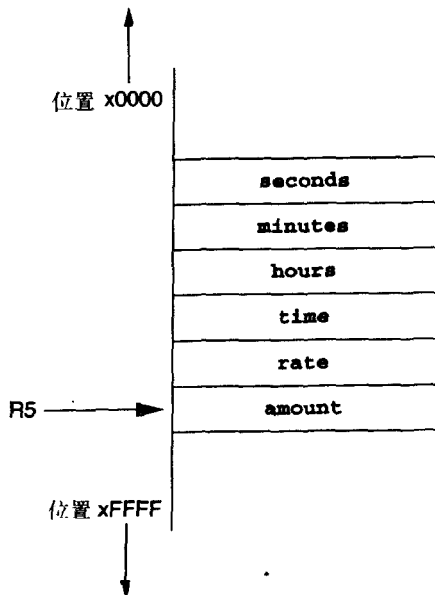 位置 x0000
seconds
minutes
hours
time
rate
R5
amount
位置 xFFFF